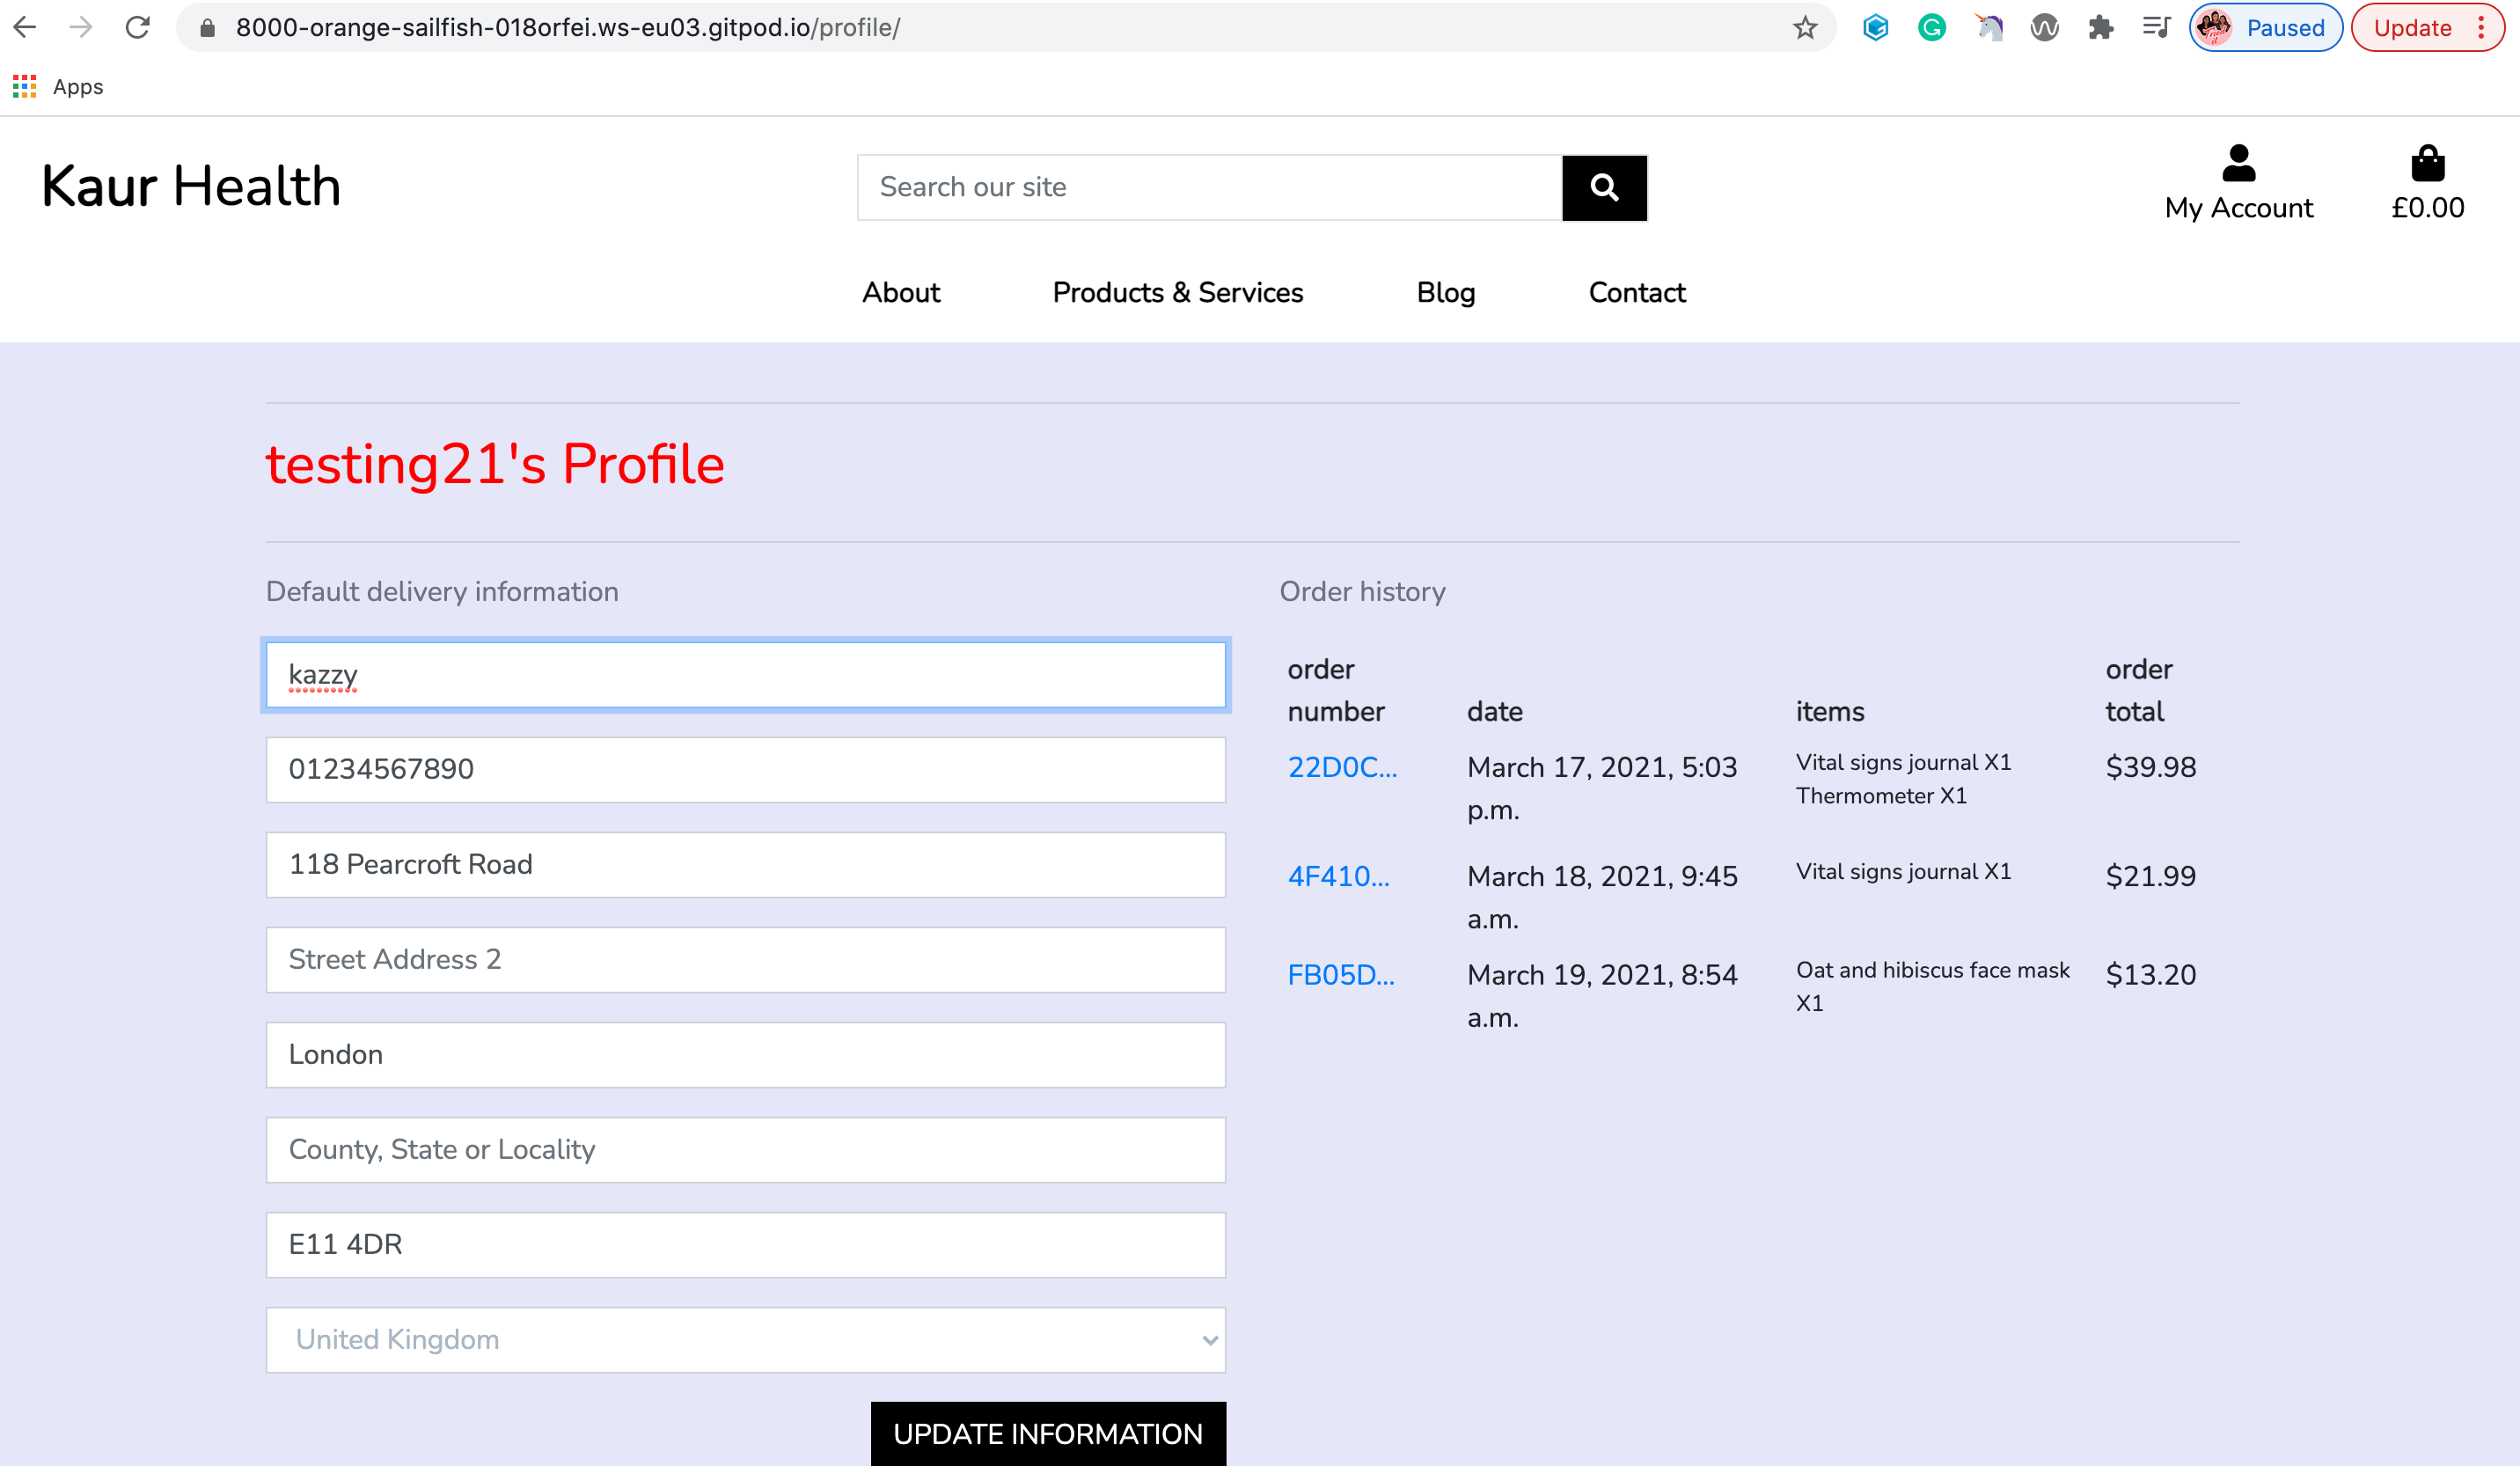 8000-orange-sailfish-018orfei.ws-eu03.gitpod.io/profile/
Paused
Update
Apps
Kaur Health
Search our site
My Account
£0.00
About
Products & Services
Blog
Contact
testing21's Profile
Default delivery information
kazzy
01234567890
118 Pearcroft Road
Street Address 2
London
County, State or Locality
E11 4DR
United Kingdom
UPDATE INFORMATION
Order history
order
number
date
items
order
total
22D0C...
March 17, 2021, 5:03
p.m.
Vital signs journal X1
Thermometer X1
$39.98
4F410...
March 18, 2021, 9:45
a.m.
Vital signs journal X1
$21.99
FB05D...
March 19, 2021, 8:54
a.m.
Oat and hibiscus face mask
X1
$13.20